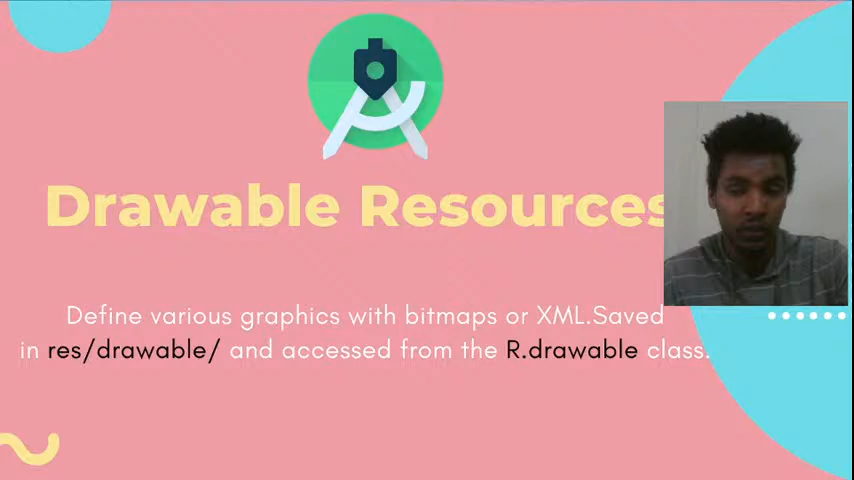 Drawable Resources
Define various graphics with bitmaps or XML.Saved
in res/drawable/ and accessed from the R.drawable class.